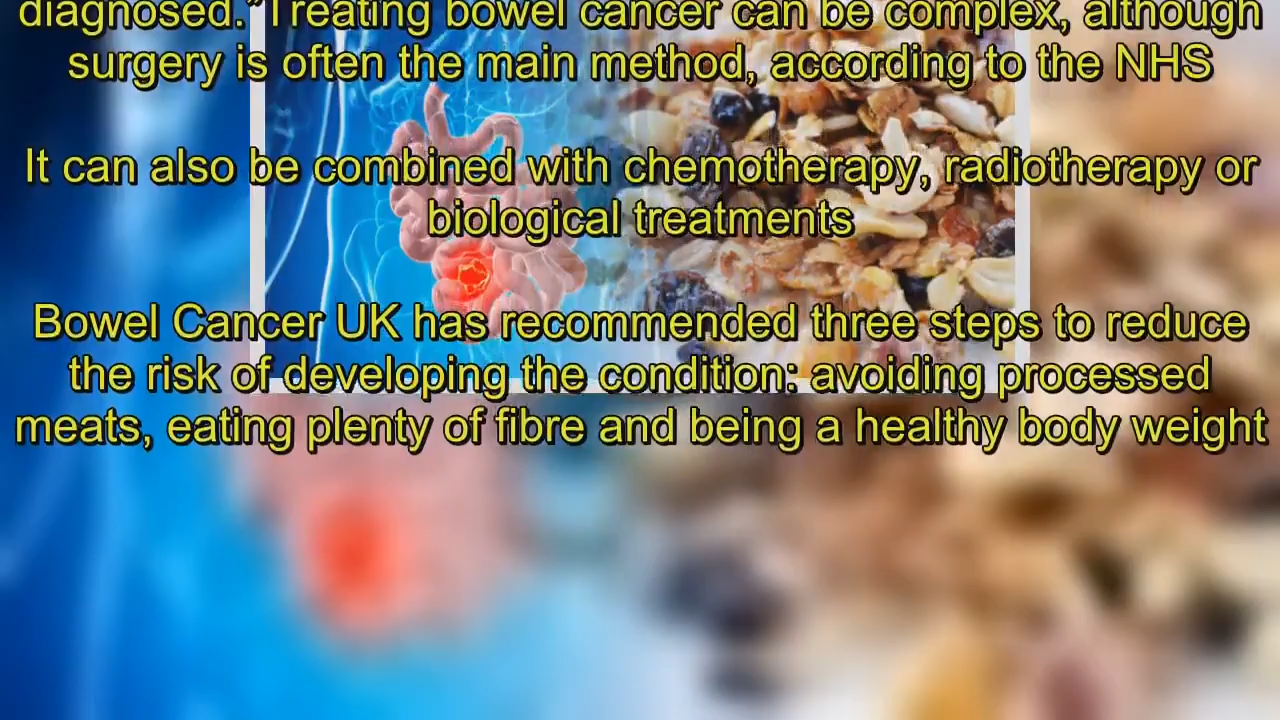 diagnosed."Treating bowel cancer can be complex, although
surgery is often the main method, according to the NHS
It can also be combined with chemotherapy, radiotherapy or
biological treatments
Bowel Cancer UK has recommended three steps to reduce
the risk of developing the condition: avoiding processed
meats, eating plenty of fibre and being a healthy body weight